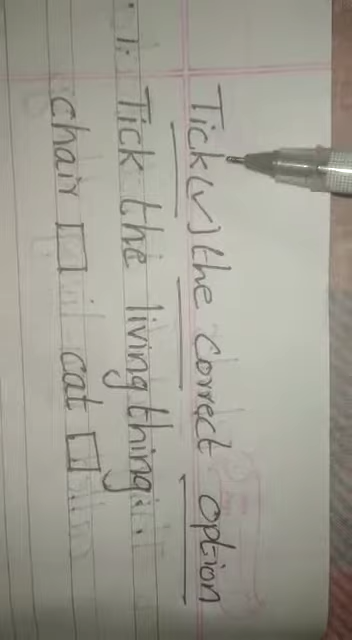 Tick(✓) the correct option
1. Tick the living thing.
chair ☐ cat ☐